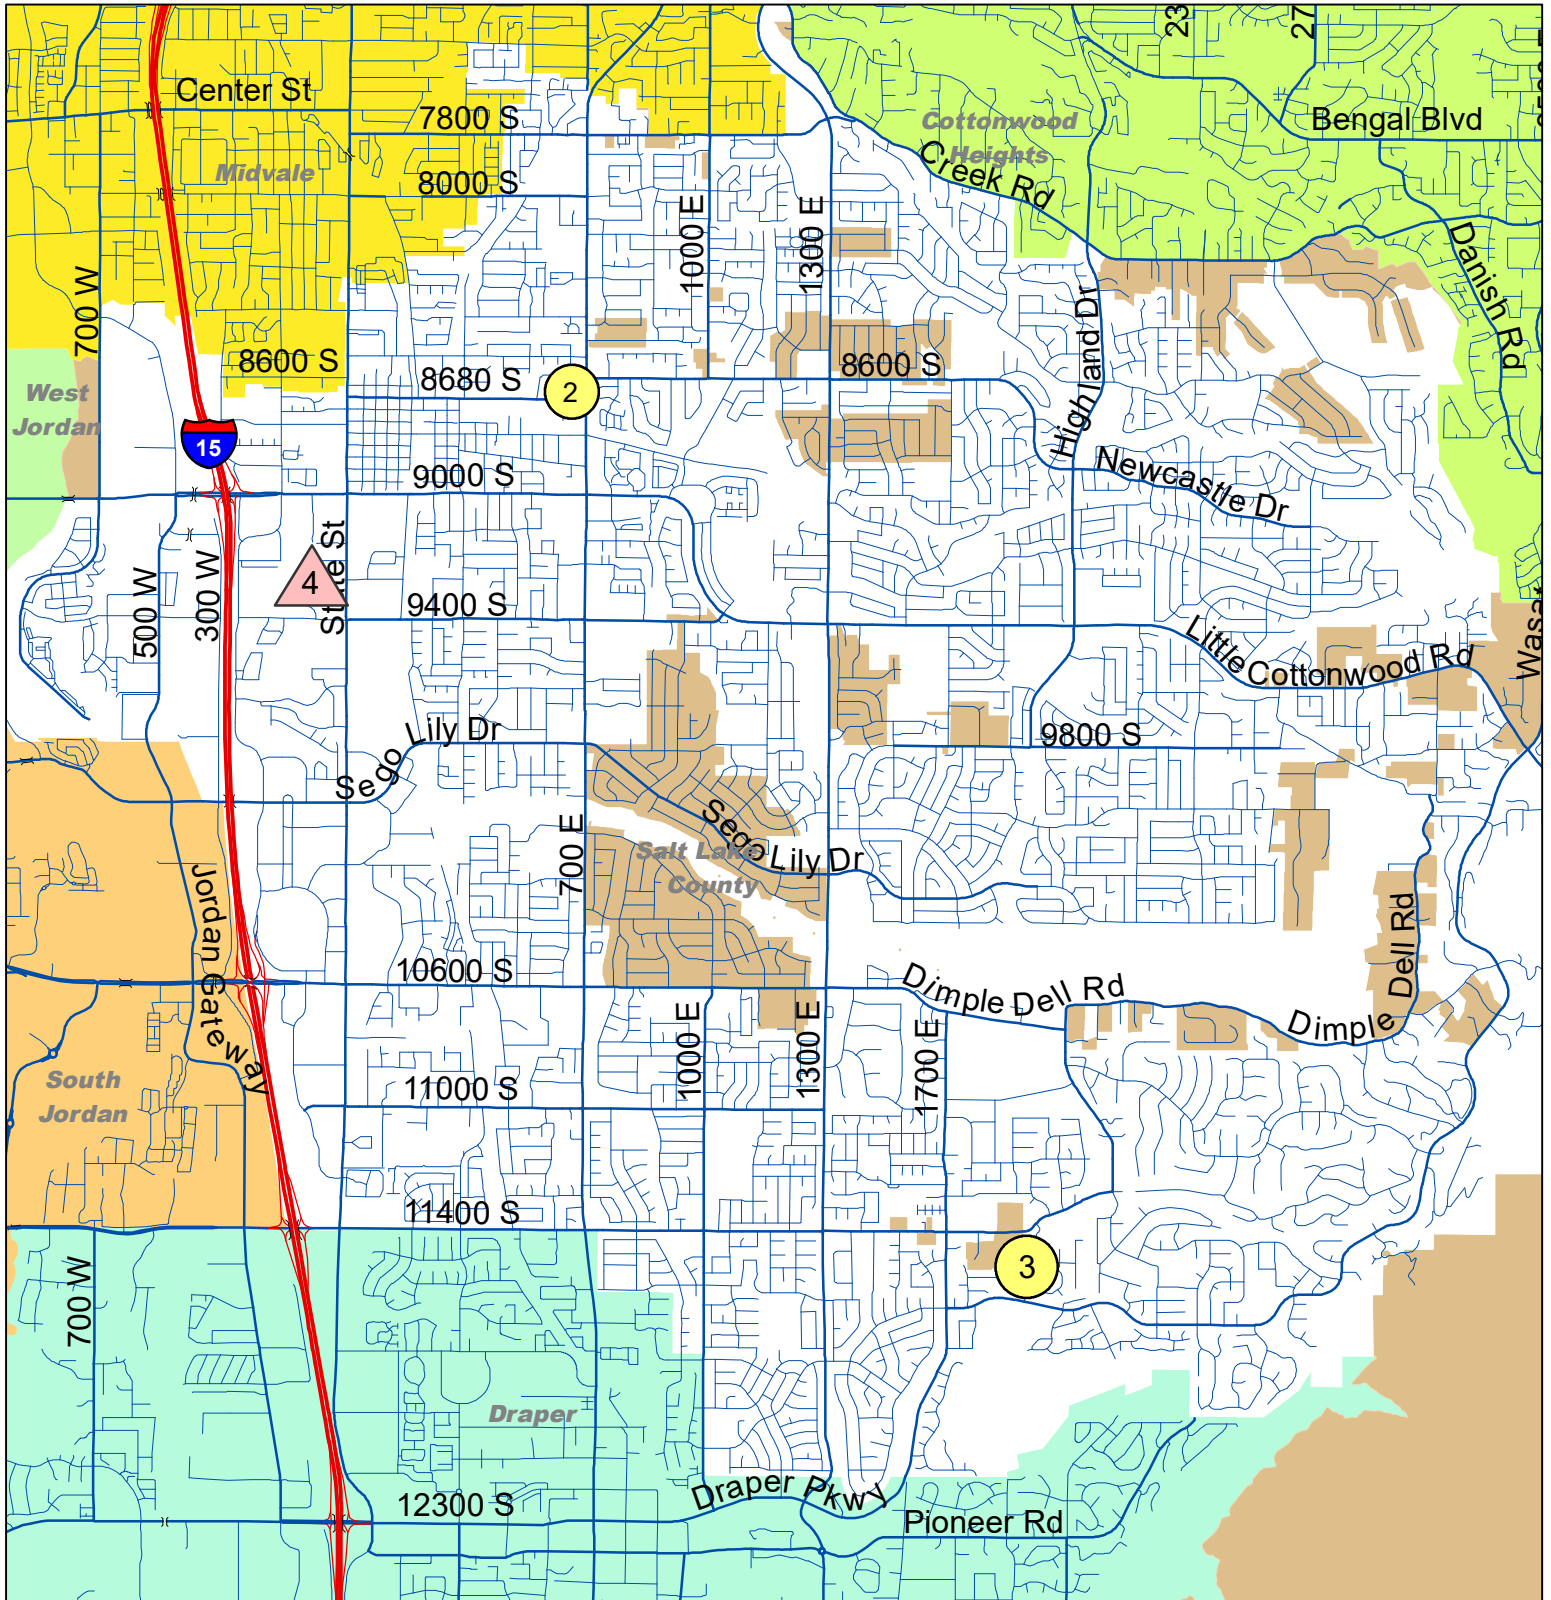 23
27
Center St
7800 S
Bengal Blvd
Cottonwood
Heights
Creek Rd
Midvale
8000 S
1000 E
1300 E
Danish Rd
700 W
Highland Dr
8600 S
8680 S
8600 S
2
West
Jordan
15
9000 S
Newcastle Dr
State St
4
500 W
300 W
9400 S
Little Cottonwood Rd
Sego Lily Dr
9800 S
700 E
Sego Lily Dr
Salt Lake
County
Jordan Gateway
10600 S
Dimple Dell Rd
Dimple Dell Rd
1000 E
1300 E
1700 E
South
Jordan
11000 S
11400 S
3
700 W
Draper
12300 S
Draper Pkwy
Pioneer Rd